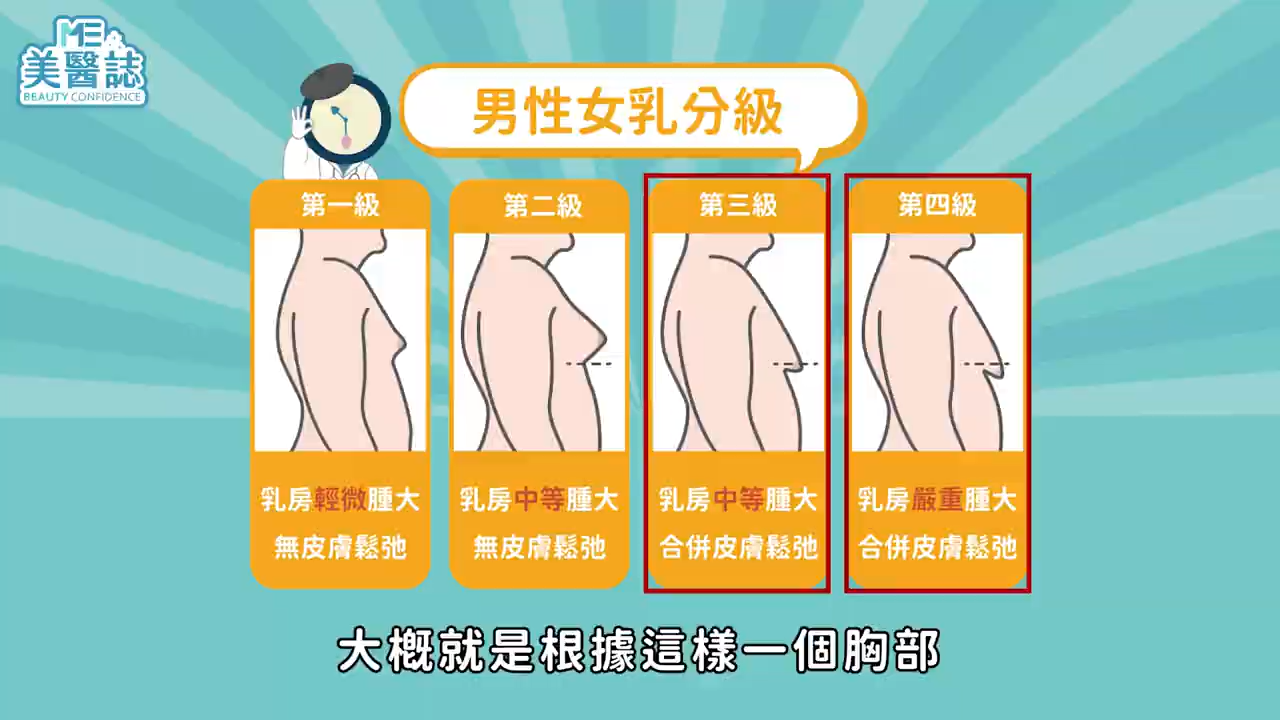 ME
美醫誌
BEAUTY CONFIDENCE
男性女乳分級
第一級
乳房輕微腫大
無皮膚鬆弛
第二級
乳房中等腫大
無皮膚鬆弛
第三級
乳房中等腫大
合併皮膚鬆弛
第四級
乳房嚴重腫大
合併皮膚鬆弛
大概就是根據這樣一個胸部